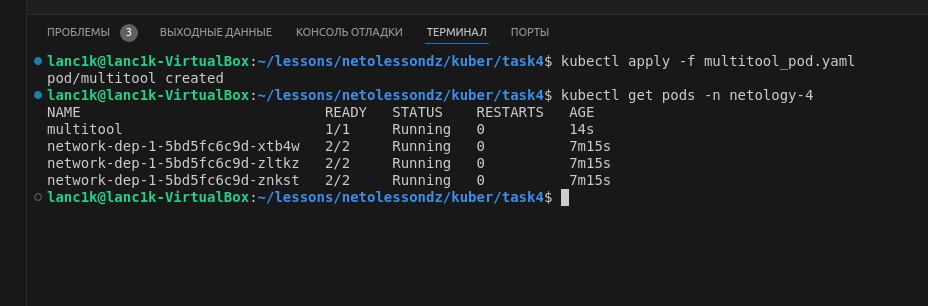 ПРОБЛЕМЫ 3 ВЫХОДНЫЕ ДАННЫЕ КОНСОЛЬ ОТЛАДКИ ТЕРМИНАЛ ПОРТЫ
lanc1k@lanc1k-VirtualBox:~/lessons/netolessondz/kuber/task4$ kubectl apply -f multitool_pod.yaml
pod/multitool created
lanc1k@lanc1k-VirtualBox:~/lessons/netolessondz/kuber/task4$ kubectl get pods -n netology-4
NAME READY STATUS RESTARTS AGE
multitool 1/1 Running 0 14s
network-dep-1-5bd5fc6c9d-xtb4w 2/2 Running 0 7m15s
network-dep-1-5bd5fc6c9d-zltkz 2/2 Running 0 7m15s
network-dep-1-5bd5fc6c9d-znkst 2/2 Running 0 7m15s
lanc1k@lanc1k-VirtualBox:~/lessons/netolessondz/kuber/task4$